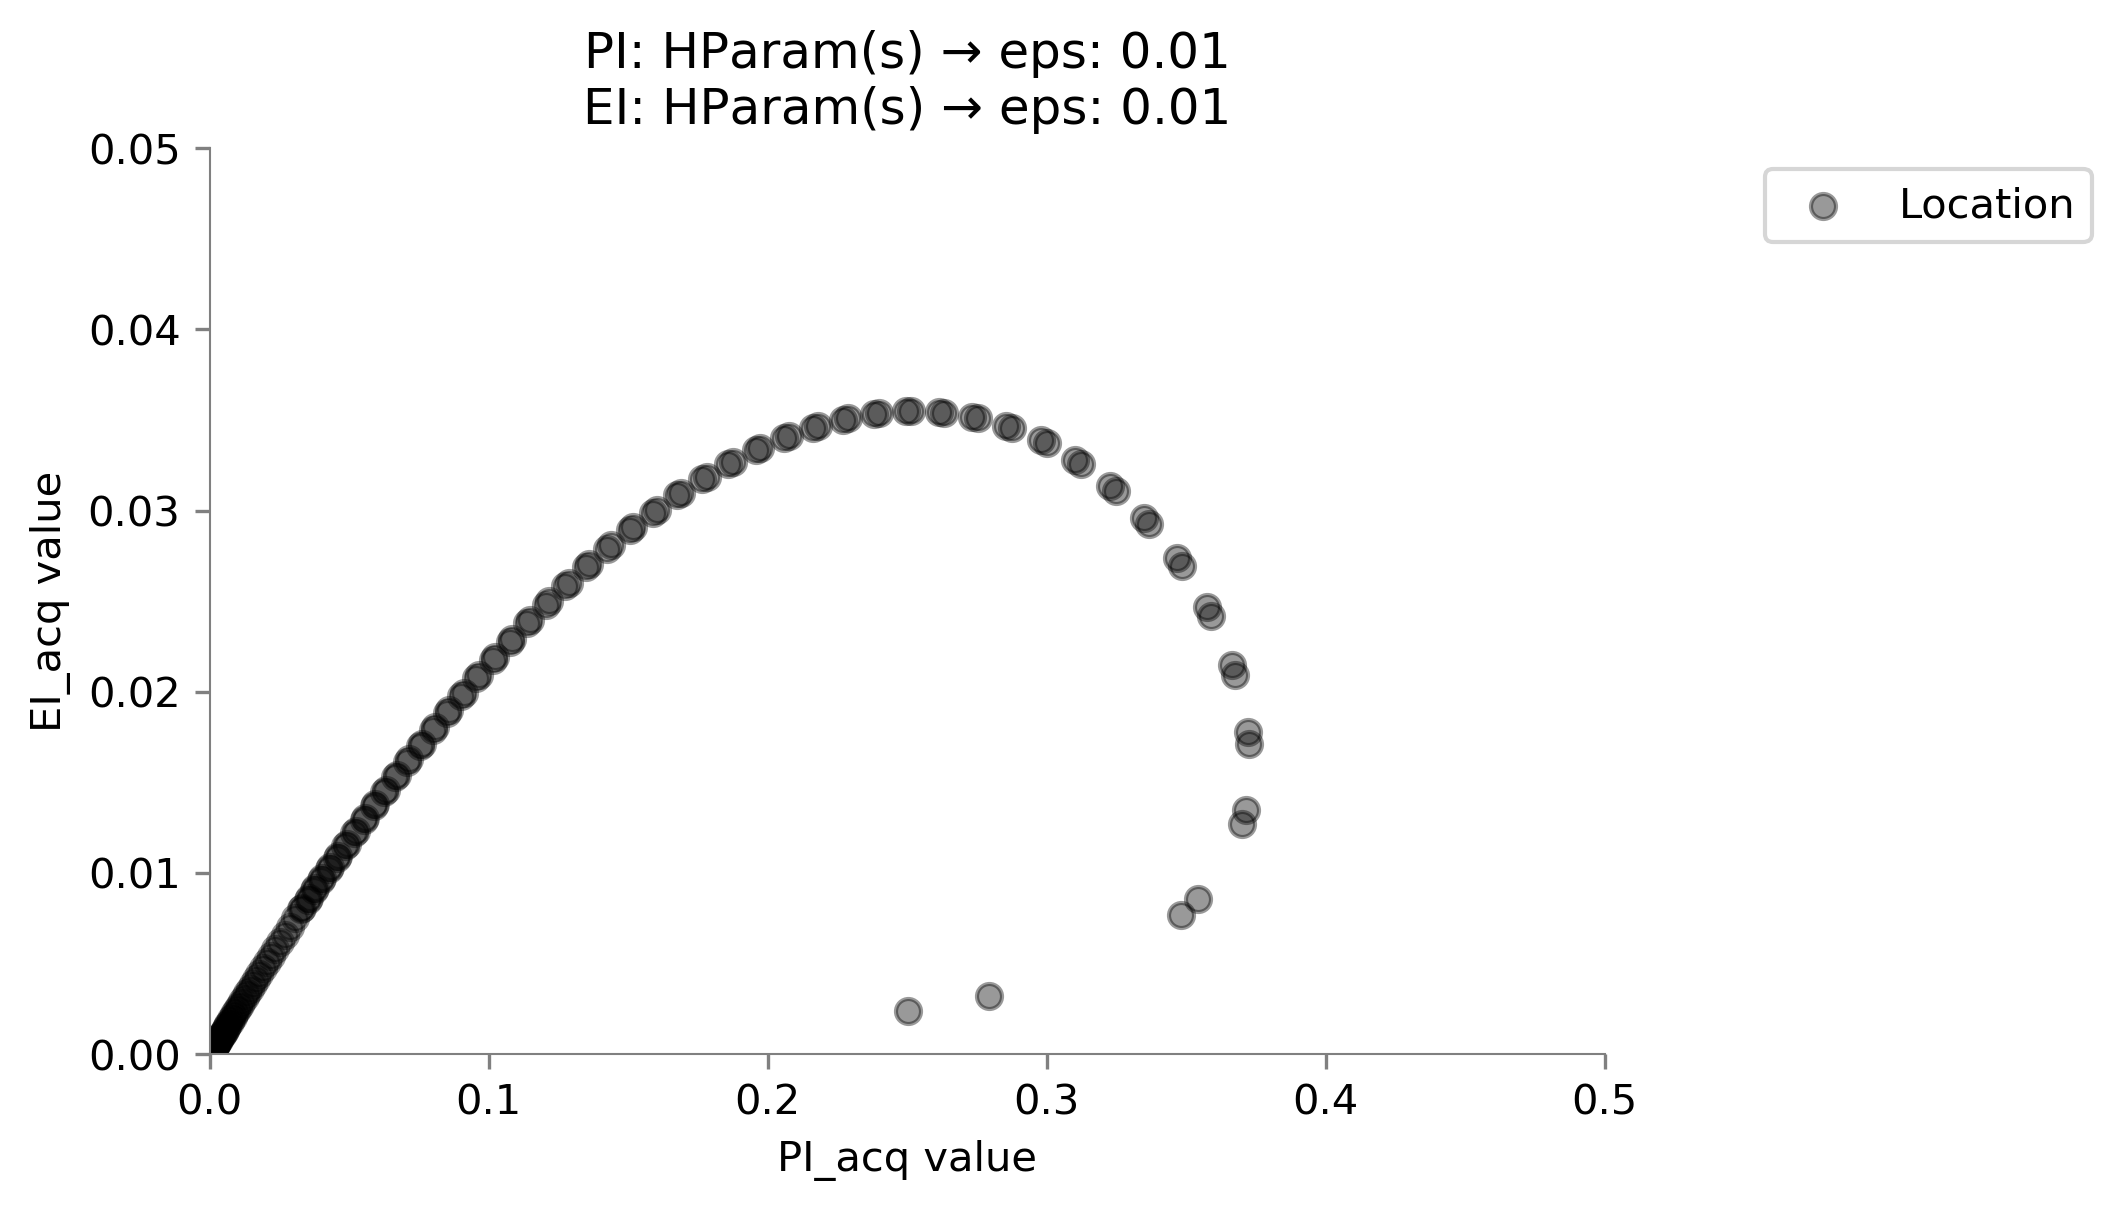 PI: HParam(s) → eps: 0.01
EI: HParam(s) → eps: 0.01
Location
EI_acq value
0.05
0.04
0.03
0.02
0.01
0.00
0.0 0.1 0.2 0.3 0.4 0.5
PI_acq value